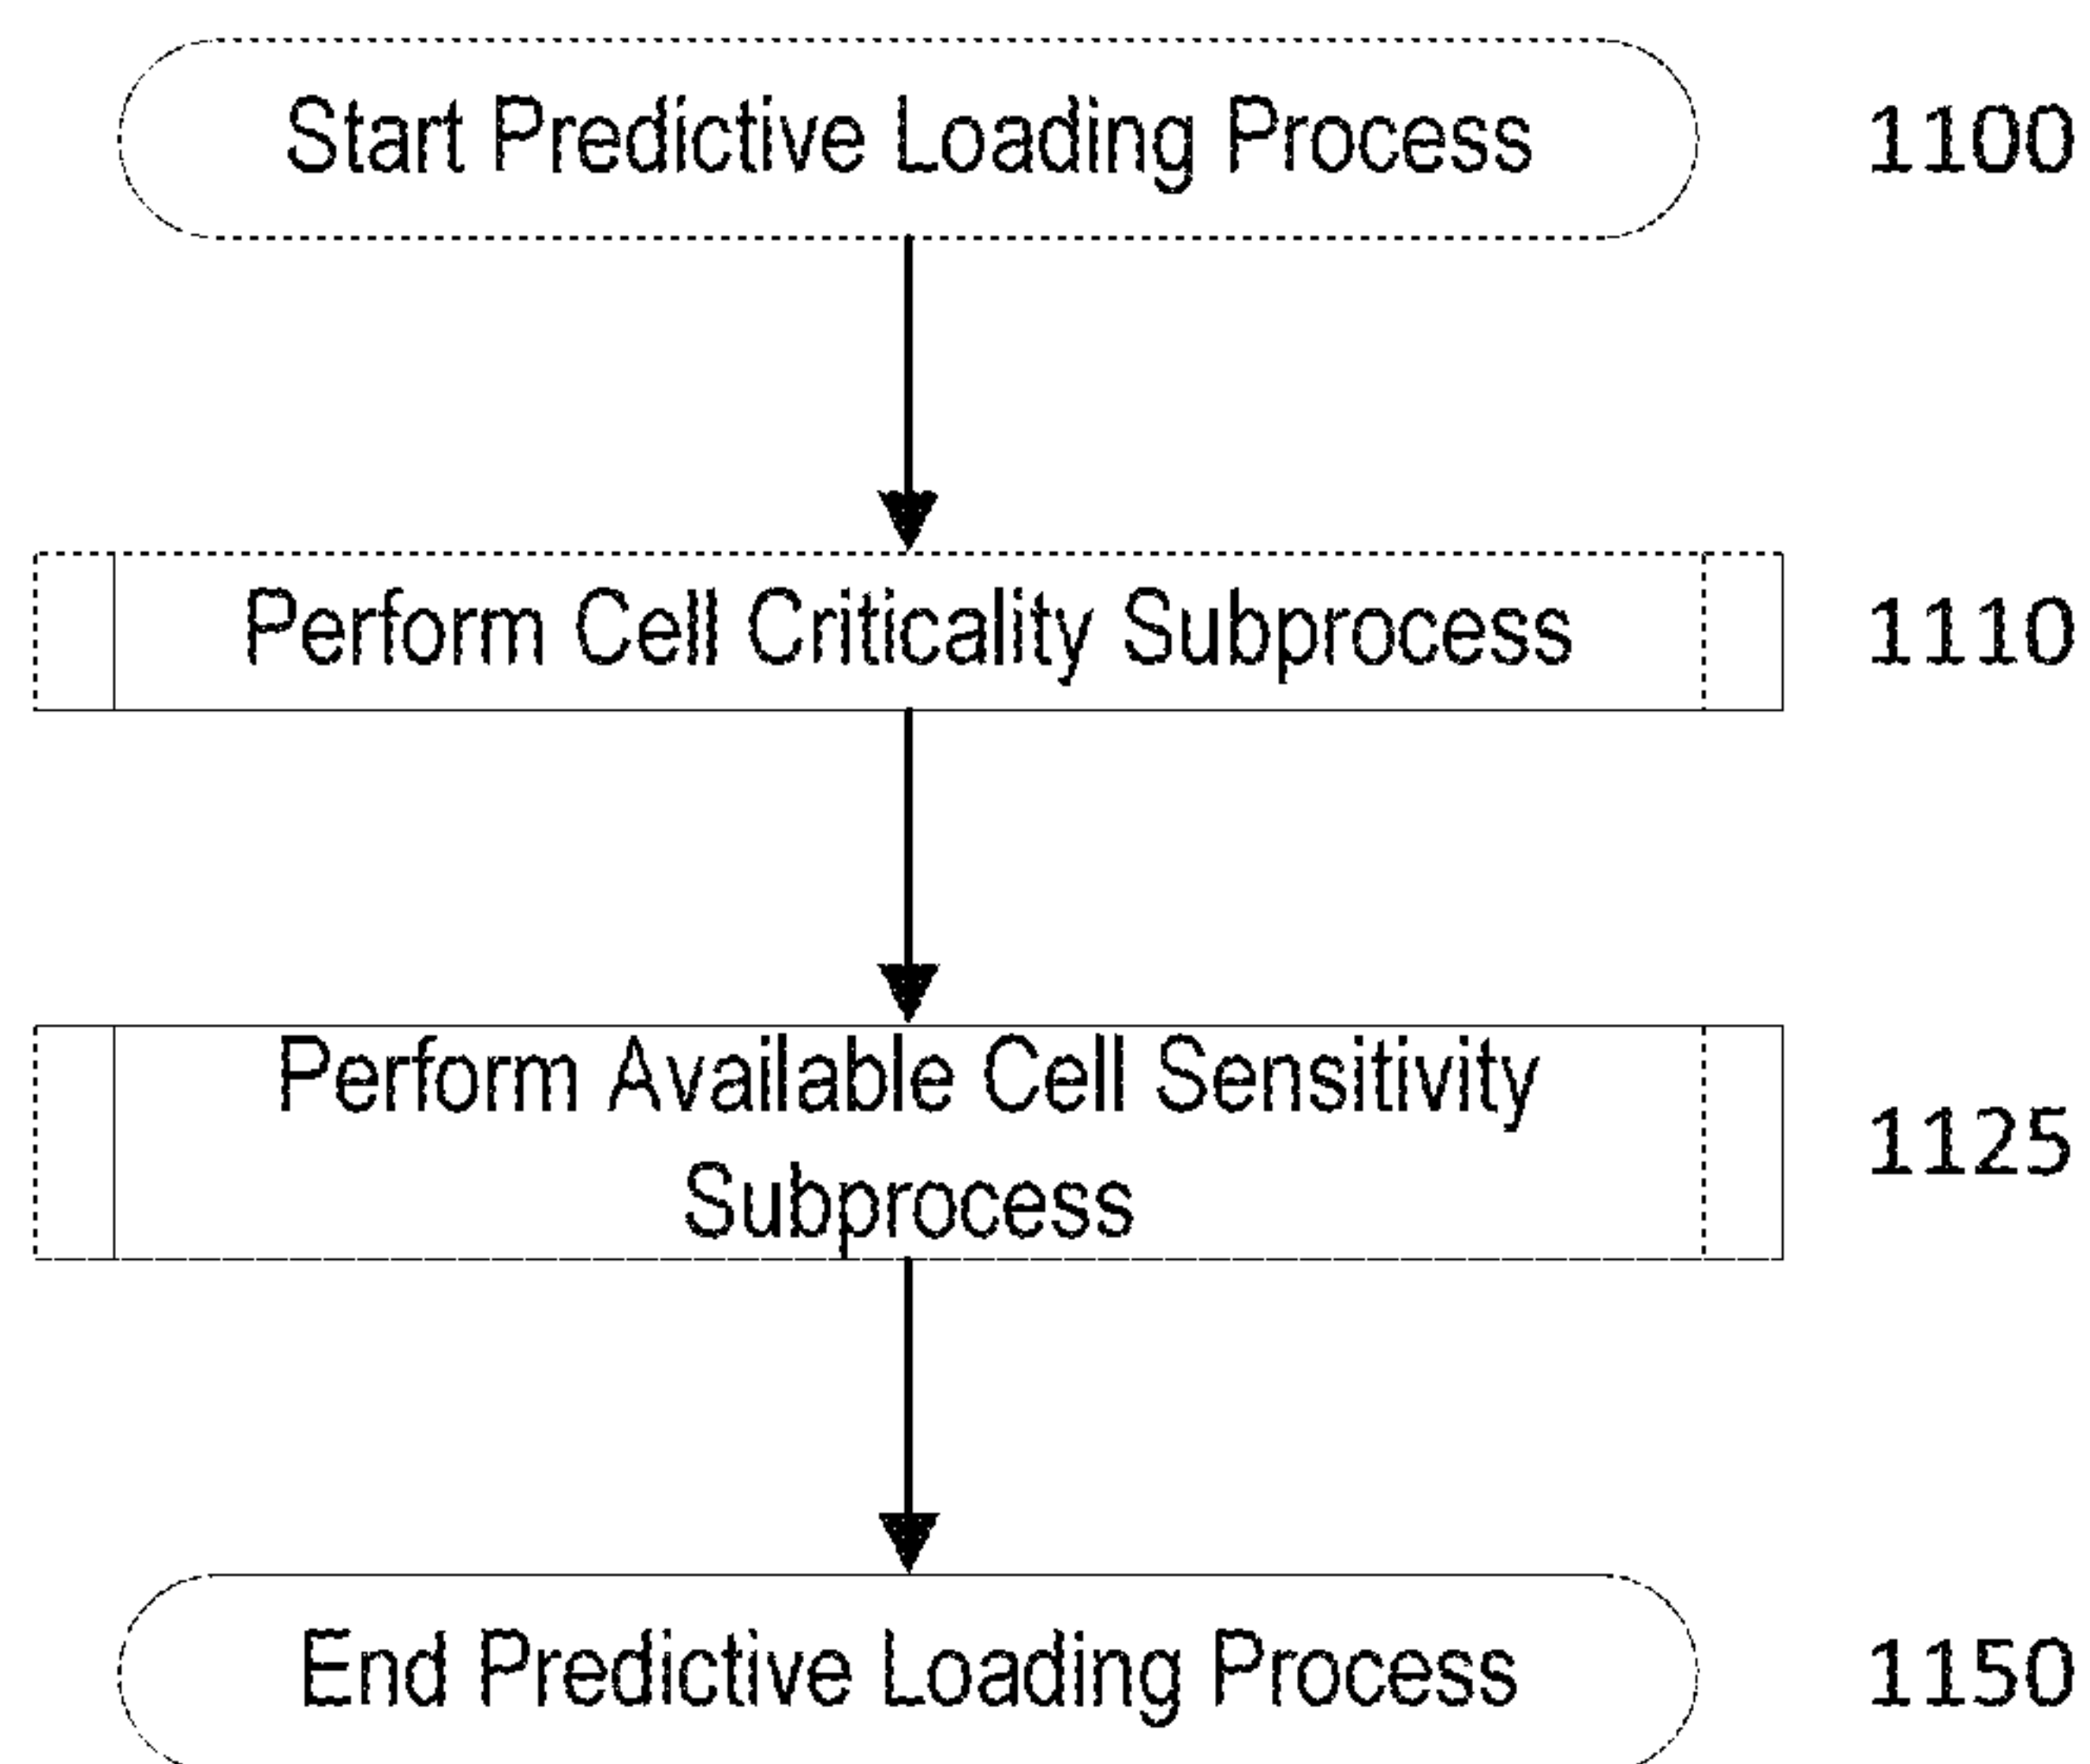 Start Predictive Loading Process 1100
Perform Cell Criticality Subprocess 1110
Perform Available Cell Sensitivity
Subprocess
1125
End Predictive Loading Process 1150